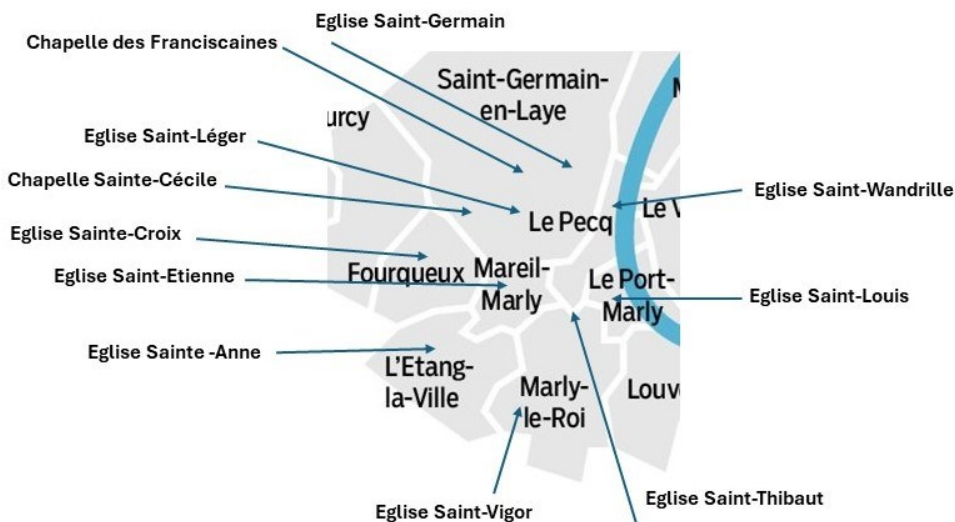 Eglise Saint-Germain
Chapelle des Franciscaines
Saint-Germain-
en-Laye
M
urcy
Eglise Saint-Léger
Chapelle Sainte-Cécile
Eglise Saint-Wandrille
Le V
Le Pecq
Eglise Sainte-Croix
Eglise Saint-Etienne
Fourqueux
Mareil-
Marly
Le Port-
Marly
Eglise Saint-Louis
Eglise Sainte -Anne
L'Etang-
la-Ville
Marly-
le-Roi
Louv
Eglise Saint-Vigor
Eglise Saint-Thibaut